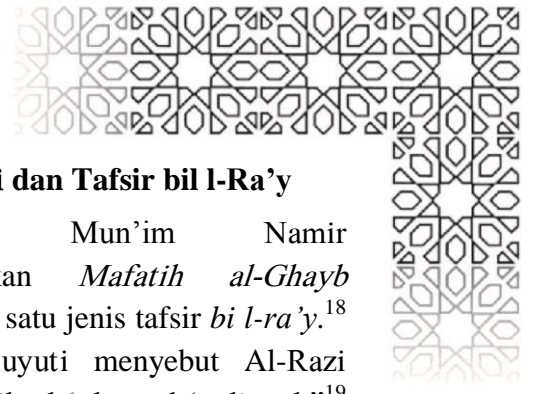 i dan Tafsir bil l-Ra’y
Mun’im Namir
kan Mafatih al-Ghayb
satu jenis tafsir bi l-ra’y.18
uyuti menyebut Al-Razi